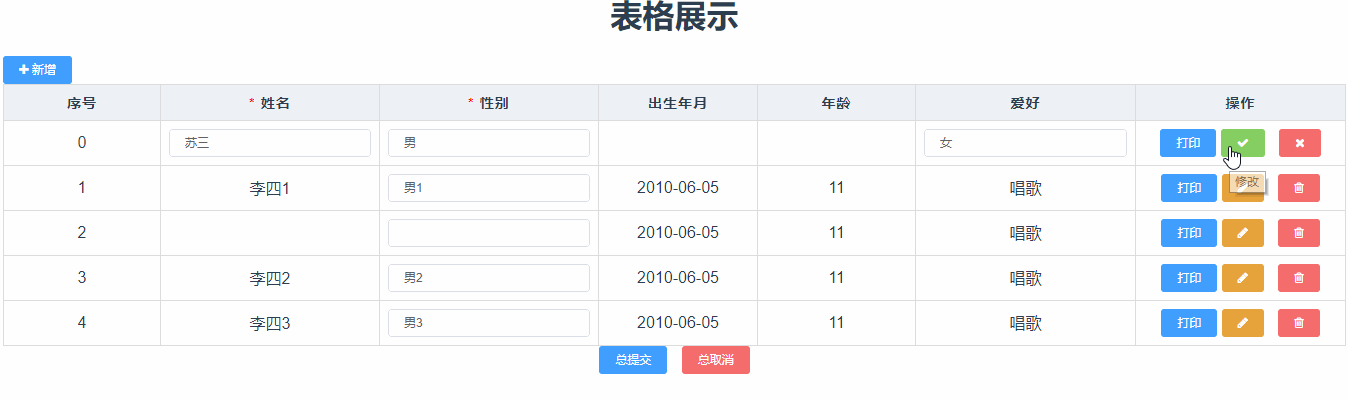 表格展示
新增
序号 * 姓名 * 性别 出生年月 年龄 爱好 操作
0 苏三 男 女 打印
修改
1 李四1 男1 2010-06-05 11 唱歌 打印
2 2010-06-05 11 唱歌 打印
3 李四2 男2 2010-06-05 11 唱歌 打印
4 李四3 男3 2010-06-05 11 唱歌 打印
总提交 总取消